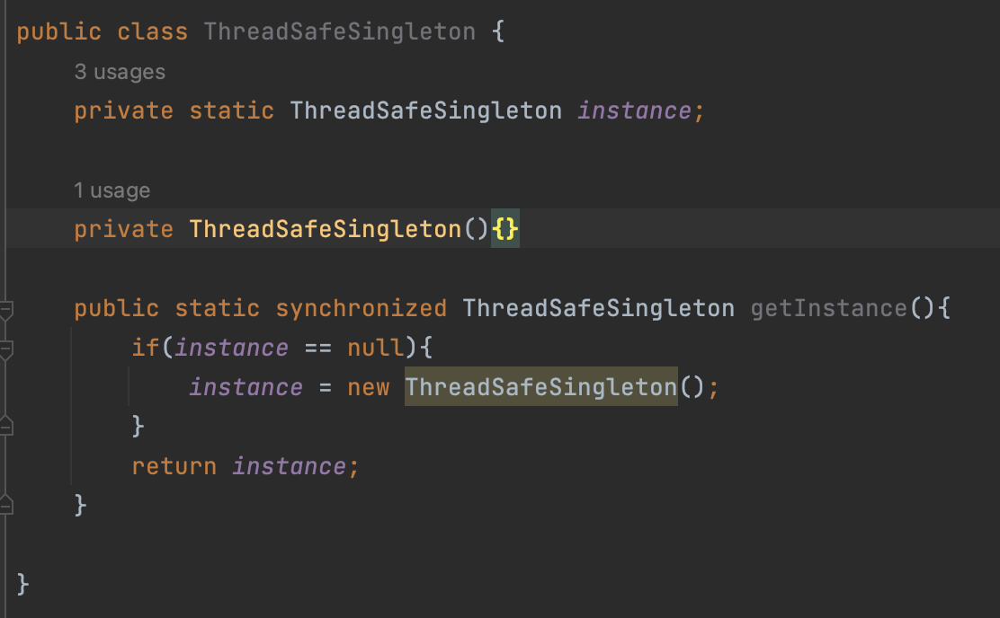 public class ThreadSafeSingleton {
3 usages
private static ThreadSafeSingleton instance;
1 usage
private ThreadSafeSingleton(){}
public static synchronized ThreadSafeSingleton getInstance(){
if(instance == null){
instance = new ThreadSafeSingleton();
}
return instance;
}
}